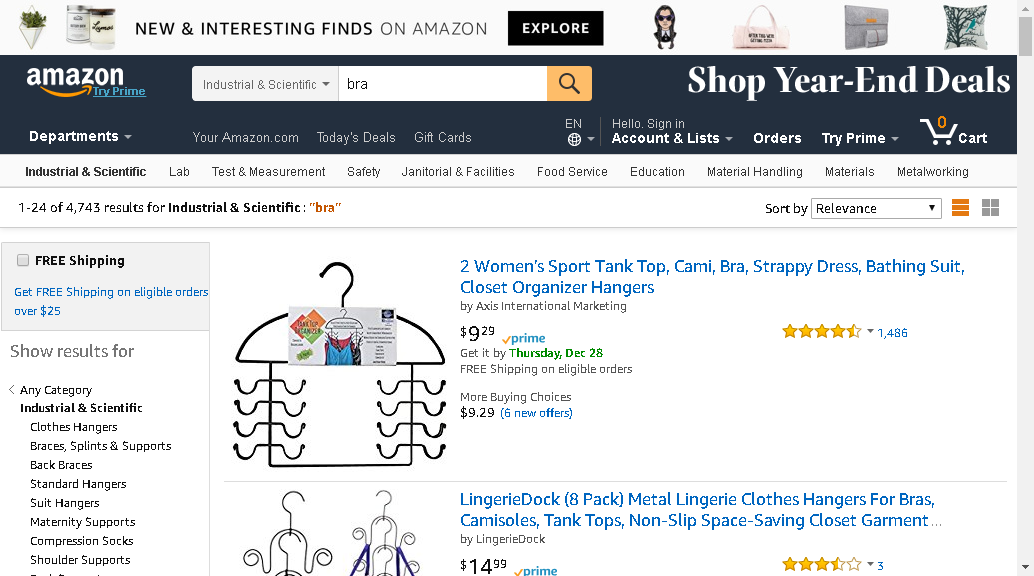 NEW & INTERESTING FINDS ON AMAZON EXPLORE
amazon
Try Prime
Industrial & Scientific bra
Shop Year-End Deals
Departments
Your Amazon.com Today's Deals Gift Cards
EN
Hello. Sign in
Account & Lists
Orders
Try Prime
0
Cart
Industrial & Scientific Lab Test & Measurement Safety Janitorial & Facilities Food Service Education Material Handling Materials Metalworking
1-24 of 4,743 results for Industrial & Scientific : "bra"
Sort by Relevance
FREE Shipping
Get FREE Shipping on eligible orders
over $25
Show results for
Any Category
Industrial & Scientific
Clothes Hangers
Braces, Splints & Supports
Back Braces
Standard Hangers
Suit Hangers
Maternity Supports
Compression Socks
Shoulder Supports
TANK TOP
ORGANIZER
2 Women's Sport Tank Top, Cami, Bra, Strappy Dress, Bathing Suit,
Closet Organizer Hangers
by Axis International Marketing
$9 29 prime
Get it by Thursday, Dec 28
FREE Shipping on eligible orders
More Buying Choices
$9.29 (6 new offers)
1,486
LingerieDock (8 Pack) Metal Lingerie Clothes Hangers For Bras,
Camisoles, Tank Tops, Non-Slip Space-Saving Closet Garment ...
by LingerieDock
$14 99 prime
3